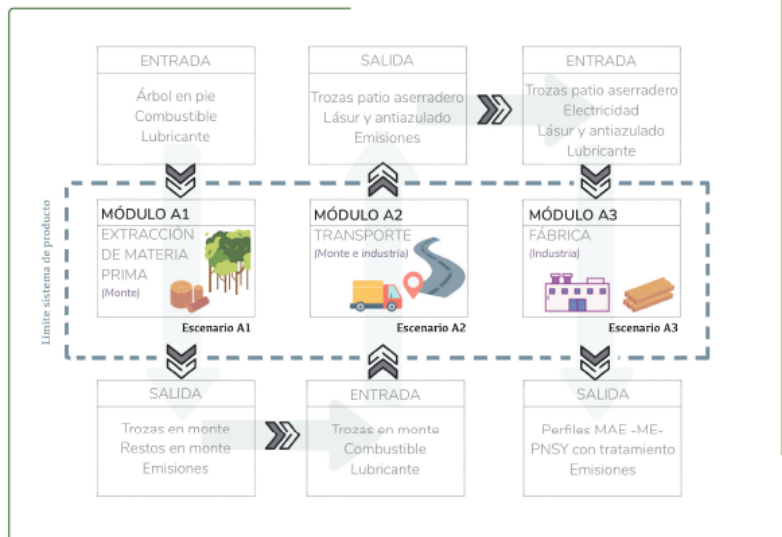 ENTRADA
Árbol en pie
Combustible
Lubricante
SALIDA
Trozas patio aserradero
Lásur y antiazulado
Emisiones
ENTRADA
Trozas patio aserradero
Electricidad
Lásur y antiazulado
Lubricante
Límite sistema de producto
MÓDULO A1
EXTRACCIÓN
DE MATERIA
PRIMA
(Monte)
Escenario A1
MÓDULO A2
TRANSPORTE
(Monte e industria)
Escenario A2
MÓDULO A3
FÁBRICA
(Industria)
Escenario A3
SALIDA
Trozas en monte
Restos en monte
Emisiones
ENTRADA
Trozas en monte
Combustible
Lubricante
SALIDA
Perfiles MAE -ME-
PNSY con tratamiento
Emisiones